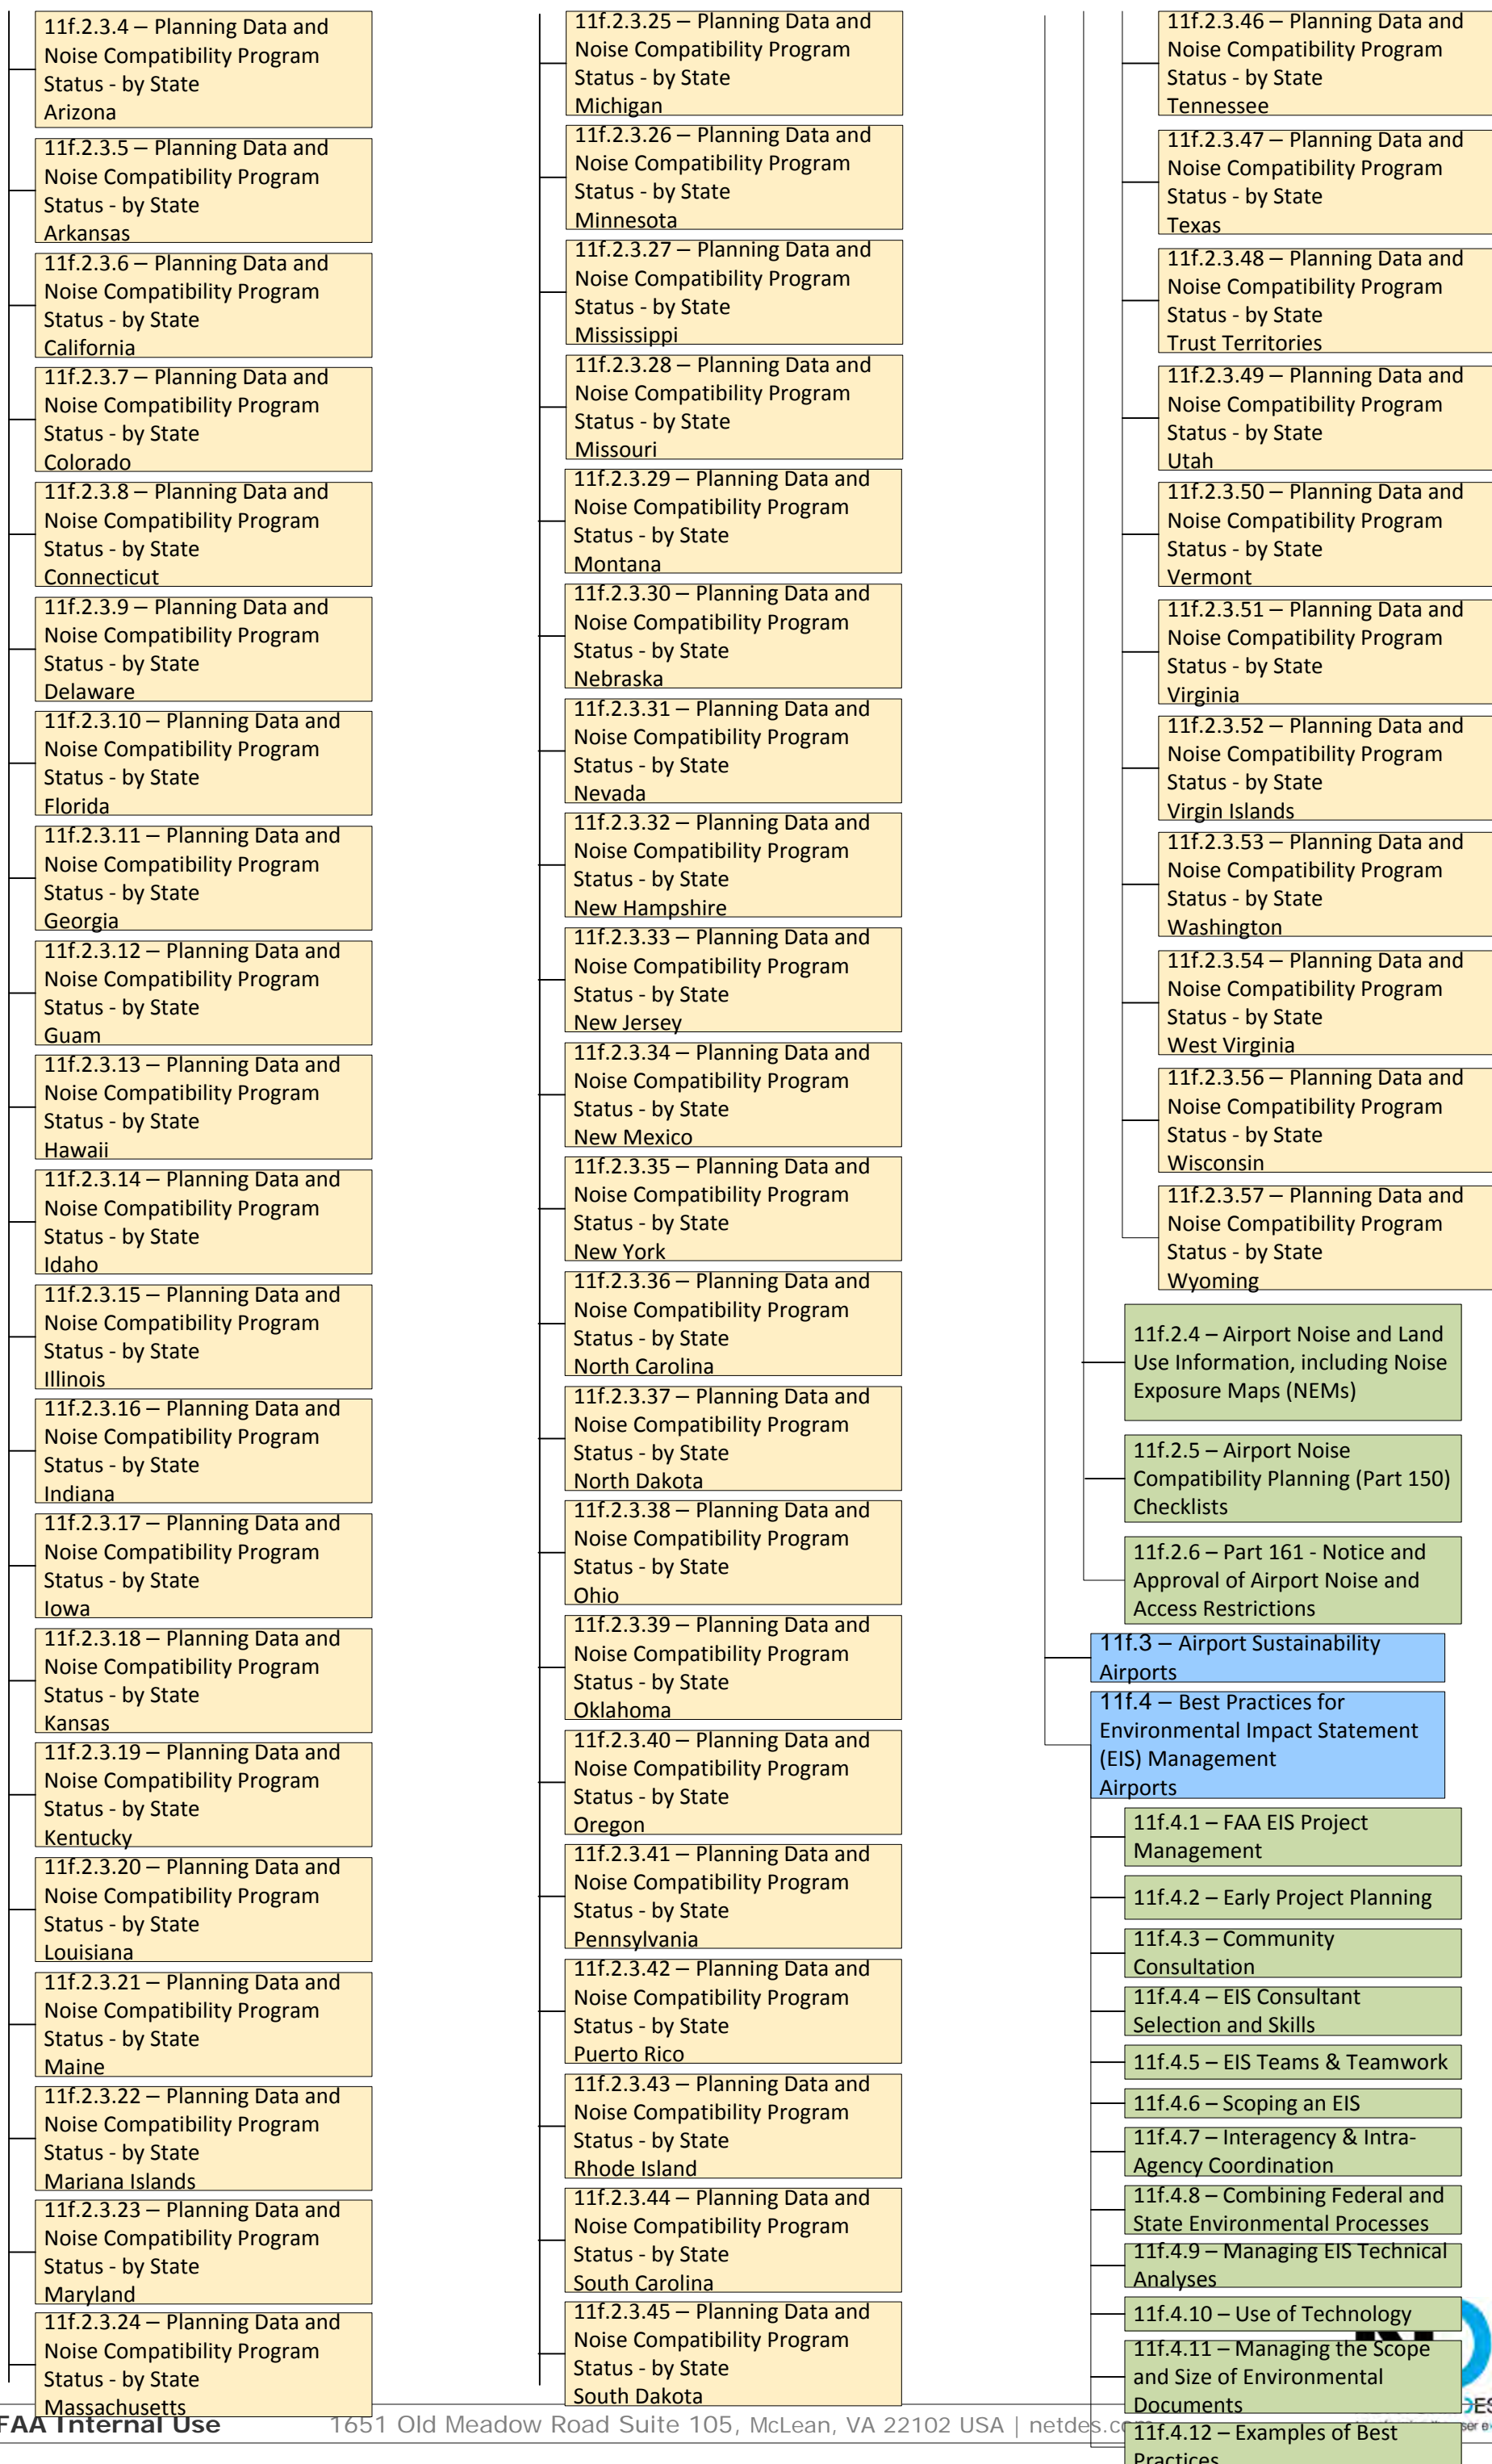 11f.2.3.4 – Planning Data and
Noise Compatibility Program
Status - by State
Arizona
11f.2.3.5 – Planning Data and
Noise Compatibility Program
Status - by State
Arkansas
11f.2.3.6 – Planning Data and
Noise Compatibility Program
Status - by State
California
11f.2.3.7 – Planning Data and
Noise Compatibility Program
Status - by State
Colorado
11f.2.3.8 – Planning Data and
Noise Compatibility Program
Status - by State
Connecticut
11f.2.3.9 – Planning Data and
Noise Compatibility Program
Status - by State
Delaware
11f.2.3.10 – Planning Data and
Noise Compatibility Program
Status - by State
Florida
11f.2.3.11 – Planning Data and
Noise Compatibility Program
Status - by State
Georgia
11f.2.3.12 – Planning Data and
Noise Compatibility Program
Status - by State
Guam
11f.2.3.13 – Planning Data and
Noise Compatibility Program
Status - by State
Hawaii
11f.2.3.14 – Planning Data and
Noise Compatibility Program
Status - by State
Idaho
11f.2.3.15 – Planning Data and
Noise Compatibility Program
Status - by State
Illinois
11f.2.3.16 – Planning Data and
Noise Compatibility Program
Status - by State
Indiana
11f.2.3.17 – Planning Data and
Noise Compatibility Program
Status - by State
Iowa
11f.2.3.18 – Planning Data and
Noise Compatibility Program
Status - by State
Kansas
11f.2.3.19 – Planning Data and
Noise Compatibility Program
Status - by State
Kentucky
11f.2.3.20 – Planning Data and
Noise Compatibility Program
Status - by State
Louisiana
11f.2.3.21 – Planning Data and
Noise Compatibility Program
Status - by State
Maine
11f.2.3.22 – Planning Data and
Noise Compatibility Program
Status - by State
Mariana Islands
11f.2.3.23 – Planning Data and
Noise Compatibility Program
Status - by State
Maryland
11f.2.3.24 – Planning Data and
Noise Compatibility Program
Status - by State
Massachusetts
11f.2.3.25 – Planning Data and
Noise Compatibility Program
Status - by State
Michigan
11f.2.3.26 – Planning Data and
Noise Compatibility Program
Status - by State
Minnesota
11f.2.3.27 – Planning Data and
Noise Compatibility Program
Status - by State
Mississippi
11f.2.3.28 – Planning Data and
Noise Compatibility Program
Status - by State
Missouri
11f.2.3.29 – Planning Data and
Noise Compatibility Program
Status - by State
Montana
11f.2.3.30 – Planning Data and
Noise Compatibility Program
Status - by State
Nebraska
11f.2.3.31 – Planning Data and
Noise Compatibility Program
Status - by State
Nevada
11f.2.3.32 – Planning Data and
Noise Compatibility Program
Status - by State
New Hampshire
11f.2.3.33 – Planning Data and
Noise Compatibility Program
Status - by State
New Jersey
11f.2.3.34 – Planning Data and
Noise Compatibility Program
Status - by State
New Mexico
11f.2.3.35 – Planning Data and
Noise Compatibility Program
Status - by State
New York
11f.2.3.36 – Planning Data and
Noise Compatibility Program
Status - by State
North Carolina
11f.2.3.37 – Planning Data and
Noise Compatibility Program
Status - by State
North Dakota
11f.2.3.38 – Planning Data and
Noise Compatibility Program
Status - by State
Ohio
11f.2.3.39 – Planning Data and
Noise Compatibility Program
Status - by State
Oklahoma
11f.2.3.40 – Planning Data and
Noise Compatibility Program
Status - by State
Oregon
11f.2.3.41 – Planning Data and
Noise Compatibility Program
Status - by State
Pennsylvania
11f.2.3.42 – Planning Data and
Noise Compatibility Program
Status - by State
Puerto Rico
11f.2.3.43 – Planning Data and
Noise Compatibility Program
Status - by State
Rhode Island
11f.2.3.44 – Planning Data and
Noise Compatibility Program
Status - by State
South Carolina
11f.2.3.45 – Planning Data and
Noise Compatibility Program
Status - by State
South Dakota
11f.2.3.46 – Planning Data and
Noise Compatibility Program
Status - by State
Tennessee
11f.2.3.47 – Planning Data and
Noise Compatibility Program
Status - by State
Texas
11f.2.3.48 – Planning Data and
Noise Compatibility Program
Status - by State
Trust Territories
11f.2.3.49 – Planning Data and
Noise Compatibility Program
Status - by State
Utah
11f.2.3.50 – Planning Data and
Noise Compatibility Program
Status - by State
Vermont
11f.2.3.51 – Planning Data and
Noise Compatibility Program
Status - by State
Virginia
11f.2.3.52 – Planning Data and
Noise Compatibility Program
Status - by State
Virgin Islands
11f.2.3.53 – Planning Data and
Noise Compatibility Program
Status - by State
Washington
11f.2.3.54 – Planning Data and
Noise Compatibility Program
Status - by State
West Virginia
11f.2.3.56 – Planning Data and
Noise Compatibility Program
Status - by State
Wisconsin
11f.2.3.57 – Planning Data and
Noise Compatibility Program
Status - by State
Wyoming
11f.2.4 – Airport Noise and Land
Use Information, including Noise
Exposure Maps (NEMs)
11f.2.5 – Airport Noise
Compatibility Planning (Part 150)
Checklists
11f.2.6 – Part 161 - Notice and
Approval of Airport Noise and
Access Restrictions
11f.3 – Airport Sustainability
Airports
11f.4 – Best Practices for
Environmental Impact Statement
(EIS) Management
Airports
11f.4.1 – FAA EIS Project
Management
11f.4.2 – Early Project Planning
11f.4.3 – Community
Consultation
11f.4.4 – EIS Consultant
Selection and Skills
11f.4.5 – EIS Teams & Teamwork
11f.4.6 – Scoping an EIS
11f.4.7 – Interagency & Intra-
Agency Coordination
11f.4.8 – Combining Federal and
State Environmental Processes
11f.4.9 – Managing EIS Technical
Analyses
11f.4.10 – Use of Technology
11f.4.11 – Managing the Scope
and Size of Environmental
Documents
11f.4.12 – Examples of Best
Practices
FAA Internal Use 1651 Old Meadow Road Suite 105, McLean, VA 22102 USA | netdes.com